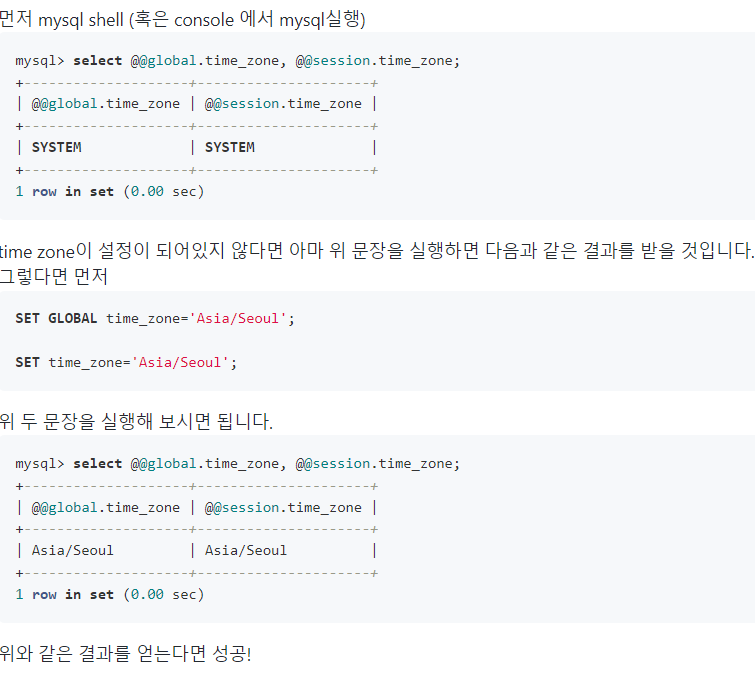 먼저 mysql shell (혹은 console 에서 mysql실행)
mysql> select @@global.time_zone, @@session.time_zone;
+--------------------+---------------------+
| @@global.time_zone | @@session.time_zone |
+--------------------+---------------------+
| SYSTEM             | SYSTEM              |
+--------------------+---------------------+
1 row in set (0.00 sec)
time zone이 설정이 되어있지 않다면 아마 위 문장을 실행하면 다음과 같은 결과를 받을 것입니다.
그렇다면 먼저
SET GLOBAL time_zone='Asia/Seoul';
SET time_zone='Asia/Seoul';
위 두 문장을 실행해 보시면 됩니다.
mysql> select @@global.time_zone, @@session.time_zone;
+--------------------+---------------------+
| @@global.time_zone | @@session.time_zone |
+--------------------+---------------------+
| Asia/Seoul         | Asia/Seoul          |
+--------------------+---------------------+
1 row in set (0.00 sec)
위와 같은 결과를 얻는다면 성공!